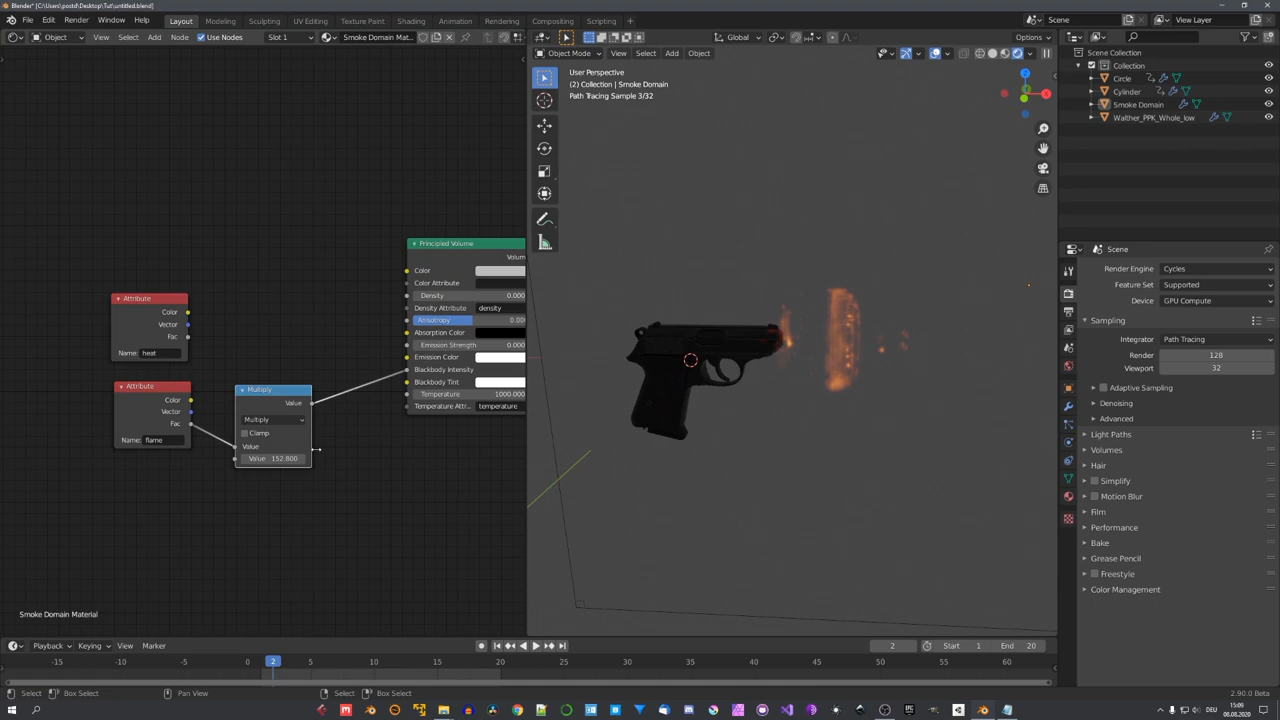 Blender* [C:\Users\postd\Desktop\Tut\untitled.blend]
File Edit Render Window Help Layout Modeling Sculpting UV Editing Texture Paint Shading Animation Rendering Compositing Scripting Scene View Layer
Object View Select Add Node Use Nodes Slot 1 Smoke Domain Mat... Global Options
Object Mode View Select Add Object
User Perspective
(2) Collection | Smoke Domain
Path Tracing Sample 3/32
Scene Collection
Collection
Circle
Cylinder
Smoke Domain
Walther_PPK_Whole_low
Attribute
Color
Vector
Fac
Name: heat
Attribute
Color
Vector
Fac
Name: flame
Multiply
Value
Multiply
Clamp
Value
Value 152.800
Principled Volume
Volum
Color
Color Attribute
Density 0.000
Density Attribute density
Anisotropy 0.00
Absorption Color
Emission Strength 0.000
Emission Color
Blackbody Intensity
Blackbody Tint
Temperature 1000.000
Temperature Attr... temperature
Smoke Domain Material
Scene
Render Engine Cycles
Feature Set Supported
Device GPU Compute
Sampling
Integrator Path Tracing
Render 128
Viewport 32
Adaptive Sampling
Denoising
Advanced
Light Paths
Volumes
Hair
Simplify
Motion Blur
Film
Performance
Bake
Grease Pencil
Freestyle
Color Management
Playback Keying View Marker 2 Start 1 End 20
-15 -10 -5 0 2 5 10 15 20 25 30 35 40 45 50 55 60
Select Box Select Pan View Select Box Select 2.90.0 Beta
DEU 15:09
08.08.2020